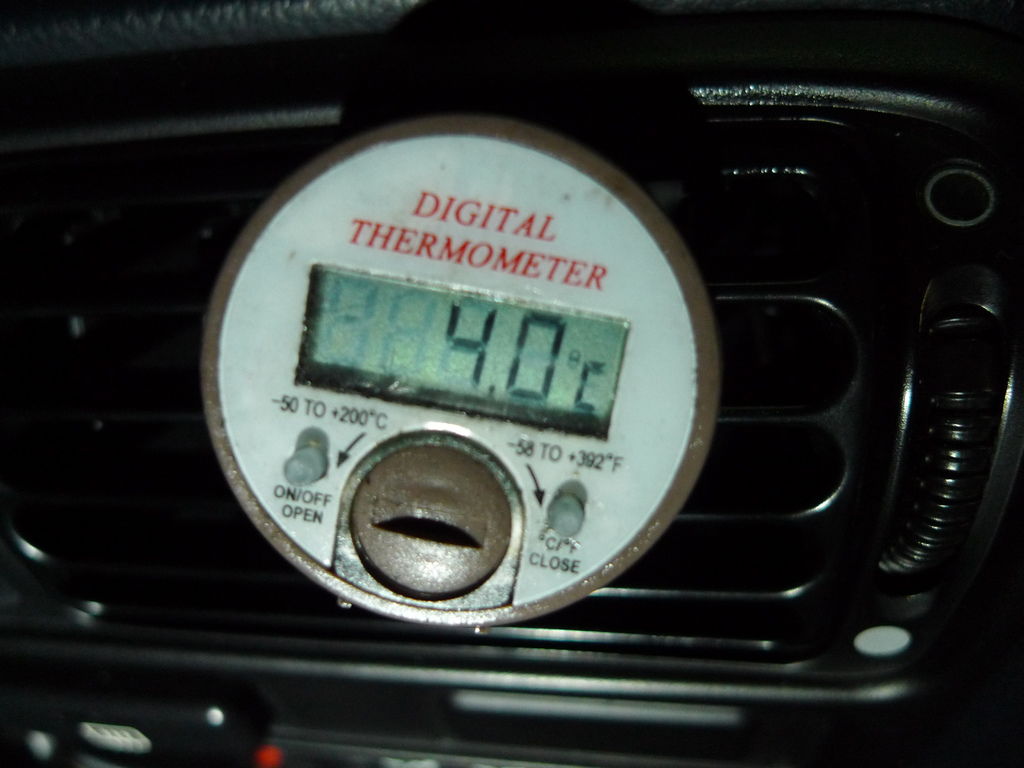 DIGITAL
THERMOMETER
4.0°C
-50 TO +200°C
-58 TO +392°F
ON/OFF
OPEN
°C/°F
CLOSE